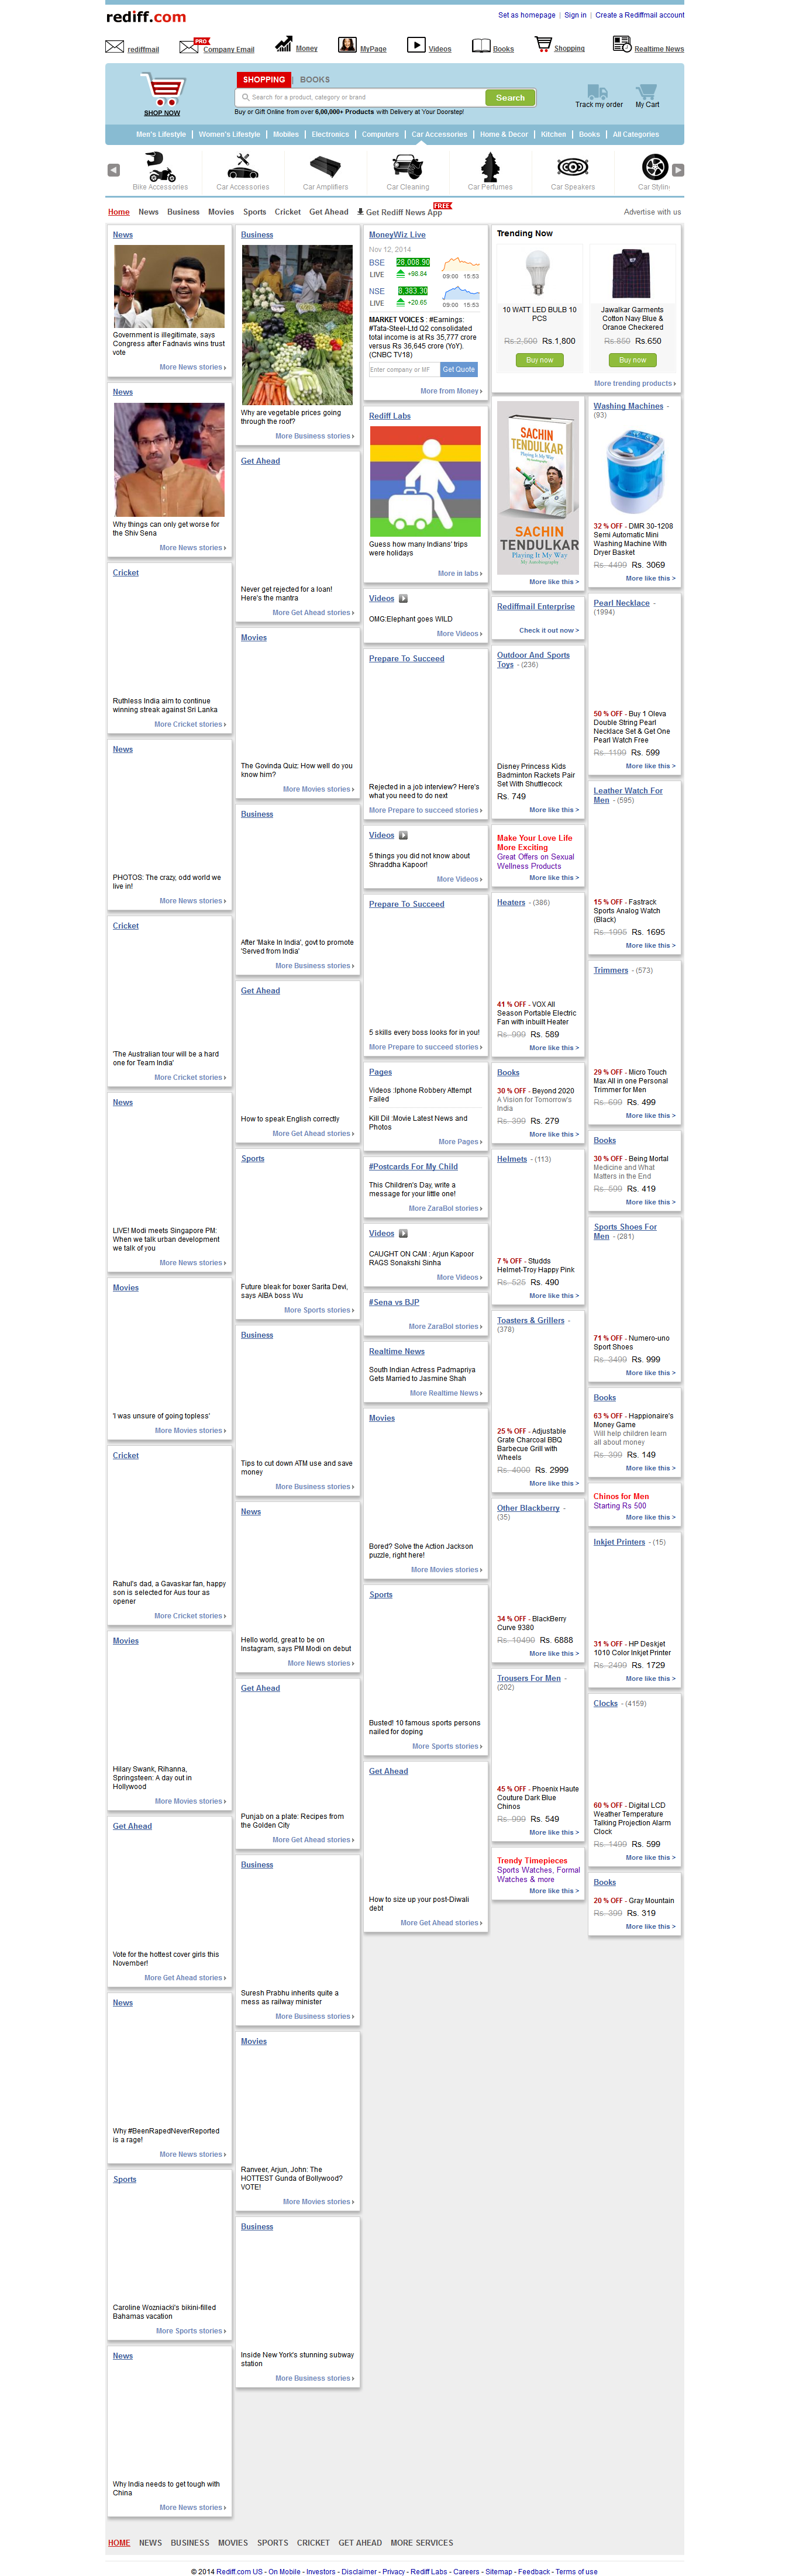 rediff.com
Set as homepage | Sign in | Create a Rediffmail account
rediffmail
PRO
Company Email
Money
MyPage
Videos
Books
Shopping
Realtime News
SHOP NOW
SHOPPING
BOOKS
Search for a product, category or brand
Search
Buy or Gift Online from over 6,00,000+ Products with Delivery at Your Doorstep!
Track my order
My Cart
Men's Lifestyle | Women's Lifestyle | Mobiles | Electronics | Computers | Car Accessories | Home & Decor | Kitchen | Books | All Categories
Bike Accessories
Car Accessories
Car Amplifiers
Car Cleaning
Car Perfumes
Car Speakers
Car Stylin-
Home News Business Movies Sports Cricket Get Ahead Get Rediff News App
FREE
Advertise with us
News
Government is illegitimate, says
Congress after Fadnavis wins trust
vote
More News stories
News
Why things can only get worse for
the Shiv Sena
More News stories
Cricket
Ruthless India aim to continue
winning streak against Sri Lanka
More Cricket stories
News
PHOTOS: The crazy, odd world we
live in!
More News stories
Cricket
'The Australian tour will be a hard
one for Team India'
More Cricket stories
News
LIVE! Modi meets Singapore PM:
When we talk urban development
we talk of you
More News stories
Movies
'I was unsure of going topless'
More Movies stories
Cricket
Rahul's dad, a Gavaskar fan, happy
son is selected for Aus tour as
opener
More Cricket stories
Movies
Hilary Swank, Rihanna,
Springsteen: A day out in
Hollywood
More Movies stories
Get Ahead
Vote for the hottest cover girls this
November!
More Get Ahead stories
News
Why #BeenRapedNeverReported
is a rage!
More News stories
Sports
Caroline Wozniacki's bikini-filled
Bahamas vacation
More Sports stories
News
Why India needs to get tough with
China
More News stories
Business
Why are vegetable prices going
through the roof?
More Business stories
Get Ahead
Never get rejected for a loan!
Here's the mantra
More Get Ahead stories
Movies
The Govinda Quiz: How well do you
know him?
More Movies stories
Business
After 'Make In India', govt to promote
'Served from India'
More Business stories
Get Ahead
How to speak English correctly
More Get Ahead stories
Sports
Future bleak for boxer Sarita Devi,
says AIBA boss Wu
More Sports stories
Business
Tips to cut down ATM use and save
money
More Business stories
News
Hello world, great to be on
Instagram, says PM Modi on debut
More News stories
Get Ahead
Punjab on a plate: Recipes from
the Golden City
More Get Ahead stories
Business
Suresh Prabhu inherits quite a
mess as railway minister
More Business stories
Movies
Ranveer, Arjun, John: The
HOTTEST Gunda of Bollywood?
VOTE!
More Movies stories
Business
Inside New York's stunning subway
station
More Business stories
MoneyWiz Live
Nov 12, 2014
BSE 28,008.90
LIVE +98.84
09:00 15:53
NSE 8,383.30
LIVE +20.65
09:00 15:53
MARKET VOICES : #Earnings:
#Tata-Steel-Ltd Q2 consolidated
total income is at Rs 35,777 crore
versus Rs 36,645 crore (YoY).
(CNBC TV18)
Enter company or MF
Get Quote
More from Money
Rediff Labs
Guess how many Indians' trips
were holidays
More in labs
Videos
OMG:Elephant goes WILD
More Videos
Prepare To Succeed
Rejected in a job interview? Here's
what you need to do next
More Prepare to succeed stories
Videos
5 things you did not know about
Shraddha Kapoor!
More Videos
Prepare To Succeed
5 skills every boss looks for in you!
More Prepare to succeed stories
Pages
Videos :Iphone Robbery Attempt
Failed
Kill Dil :Movie Latest News and
Photos
More Pages
#Postcards For My Child
This Children's Day, write a
message for your little one!
More ZaraBol stories
Videos
CAUGHT ON CAM : Arjun Kapoor
RAGS Sonakshi Sinha
More Videos
#Sena vs BJP
More ZaraBol stories
Realtime News
South Indian Actress Padmapriya
Gets Married to Jasmine Shah
More Realtime News
Movies
Bored? Solve the Action Jackson
puzzle, right here!
More Movies stories
Sports
Busted! 10 famous sports persons
nailed for doping
More Sports stories
Get Ahead
How to size up your post-Diwali
debt
More Get Ahead stories
Trending Now
10 WATT LED BULB 10
PCS
Rs.2,500 Rs.1,800
Buy now
Jawalkar Garments
Cotton Navy Blue &
Orange Checkered
Rs.850 Rs.650
Buy now
More trending products
SACHIN
TENDULKAR
Playing It My Way
SACHIN
TENDULKAR
Playing It My Way
My Autobiography
More like this >
Rediffmail Enterprise
Check it out now >
Outdoor And Sports
Toys - (236)
Disney Princess Kids
Badminton Rackets Pair
Set With Shuttlecock
Rs. 749
More like this >
Make Your Love Life
More Exciting
Great Offers on Sexual
Wellness Products
More like this >
Heaters - (386)
41 % OFF - VOX All
Season Portable Electric
Fan with inbuilt Heater
Rs. 999 Rs. 589
More like this >
Books
30 % OFF - Beyond 2020
A Vision for Tomorrow's
India
Rs. 399 Rs. 279
More like this >
Helmets - (113)
7 % OFF - Studds
Helmet-Troy Happy Pink
Rs. 525 Rs. 490
More like this >
Toasters & Grillers -
(378)
25 % OFF - Adjustable
Grate Charcoal BBQ
Barbecue Grill with
Wheels
Rs. 4000 Rs. 2999
More like this >
Other Blackberry -
(35)
34 % OFF - BlackBerry
Curve 9380
Rs. 10490 Rs. 6888
More like this >
Trousers For Men -
(202)
45 % OFF - Phoenix Haute
Couture Dark Blue
Chinos
Rs. 999 Rs. 549
More like this >
Trendy Timepieces
Sports Watches, Formal
Watches & more
More like this >
Washing Machines -
(93)
32 % OFF - DMR 30-1208
Semi Automatic Mini
Washing Machine With
Dryer Basket
Rs. 4499 Rs. 3069
More like this >
Pearl Necklace -
(1994)
50 % OFF - Buy 1 Oleva
Double String Pearl
Necklace Set & Get One
Pearl Watch Free
Rs. 1199 Rs. 599
More like this >
Leather Watch For
Men - (595)
15 % OFF - Fastrack
Sports Analog Watch
(Black)
Rs. 1995 Rs. 1695
More like this >
Trimmers - (573)
29 % OFF - Micro Touch
Max All in one Personal
Trimmer for Men
Rs. 699 Rs. 499
More like this >
Books
30 % OFF - Being Mortal
Medicine and What
Matters in the End
Rs. 599 Rs. 419
More like this >
Sports Shoes For
Men - (281)
71 % OFF - Numero-uno
Sport Shoes
Rs. 3499 Rs. 999
More like this >
Books
63 % OFF - Happionaire's
Money Game
Will help children learn
all about money
Rs. 399 Rs. 149
More like this >
Chinos for Men
Starting Rs 500
More like this >
Inkjet Printers - (15)
31 % OFF - HP Deskjet
1010 Color Inkjet Printer
Rs. 2499 Rs. 1729
More like this >
Clocks - (4159)
60 % OFF - Digital LCD
Weather Temperature
Talking Projection Alarm
Clock
Rs. 1499 Rs. 599
More like this >
Books
20 % OFF - Gray Mountain
Rs. 399 Rs. 319
More like this >
HOME NEWS BUSINESS MOVIES SPORTS CRICKET GET AHEAD MORE SERVICES
© 2014 Rediff.com US - On Mobile - Investors - Disclaimer - Privacy - Rediff Labs - Careers - Sitemap - Feedback - Terms of use